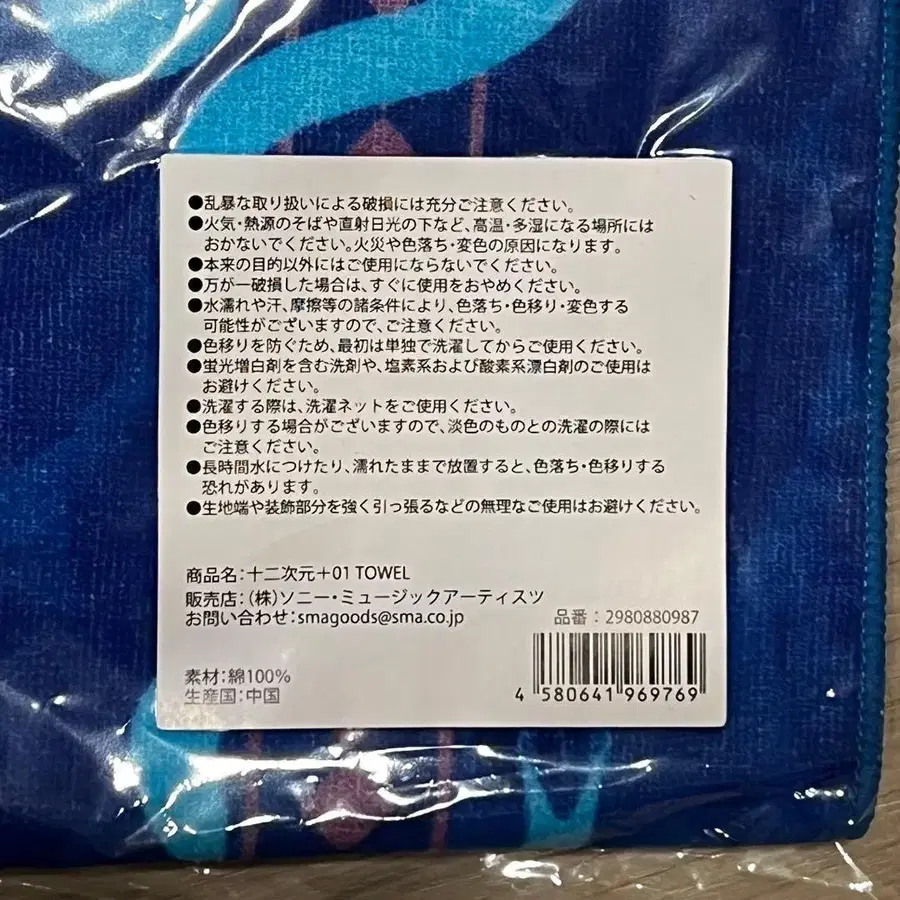 ●乱暴な取り扱いによる破損には充分ご注意ください。
●火気・熱源のそばや直射日光の下など、高温・多湿になる場所には
おかないでください。火災や色落ち・変色の原因になります。
●本来の目的以外にはご使用にならないでください。
●万が一破損した場合は、すぐに使用をおやめください。
●水濡れや汗、摩擦等の諸条件により、色落ち・色移り・変色する
可能性がございますので、ご注意ください。
●色移りを防ぐため、最初は単独で洗濯してからご使用ください。
●蛍光増白剤を含む洗剤や、塩素系および酸素系漂白剤のご使用は
お避けください。
●洗濯する際は、洗濯ネットをご使用ください。
●色移りする場合がございますので、淡色のものとの洗濯の際には
ご注意ください。
●長時間水につけたり、濡れたままで放置すると、色落ち・色移りする
恐れがあります。
●生地端や装飾部分を強く引っ張るなどの無理なご使用はお避けください。
商品名：十二次元＋01 TOWEL
販売店：（株）ソニー・ミュージックアーティスツ
お問い合わせ：smagoods@sma.co.jp
品番：2980880987
素材：綿100%
生産国：中国
4 580641 969769